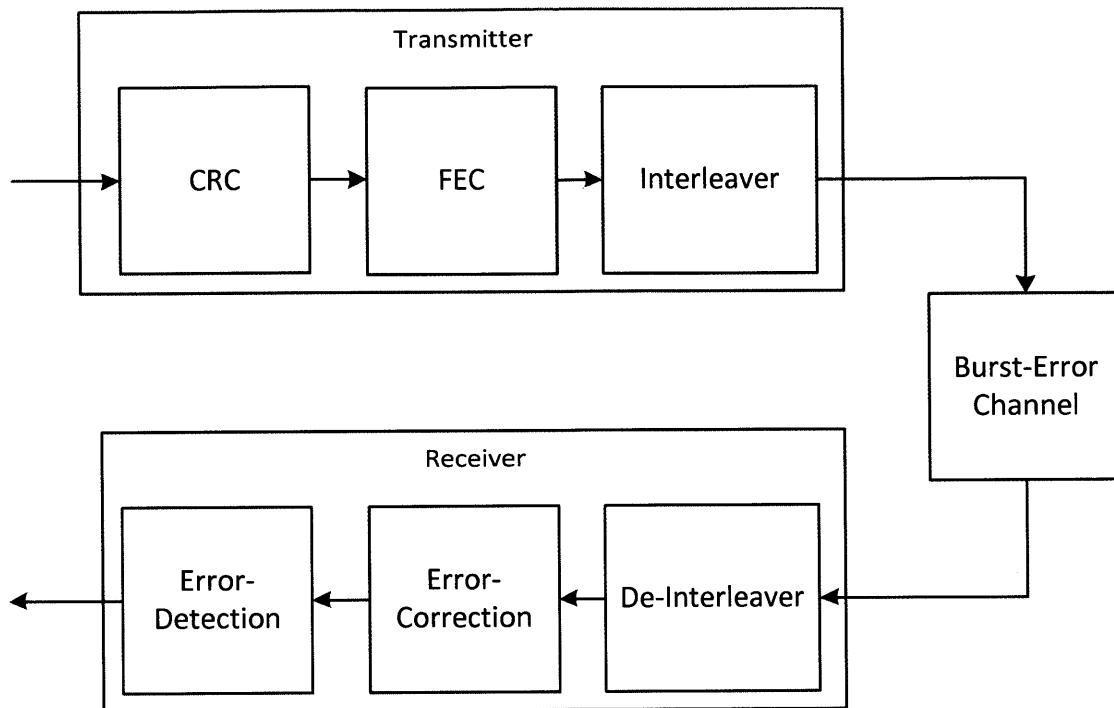 Transmitter
CRC
FEC
Interleaver
Burst-Error
Channel
Receiver
Error-
Detection
Error-
Correction
De-Interleaver